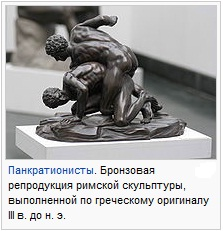 Панкратионисты. Бронзовая
репродукция римской скульптуры,
выполненной по греческому оригиналу
III в. до н. э.